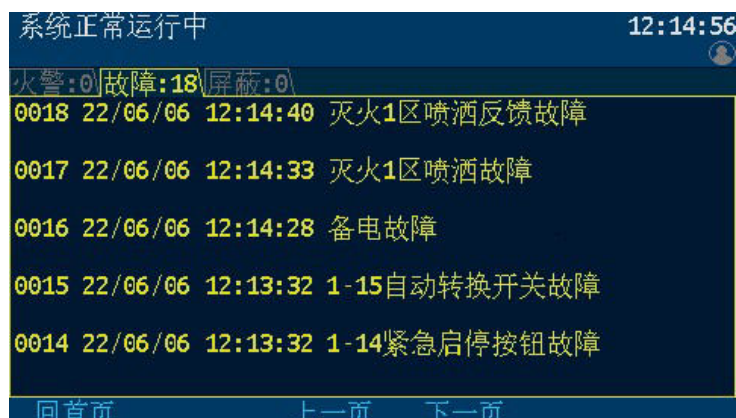 系统正常运行中 12:14:56
火警:0 故障:18 屏蔽:0
0018 22/06/06 12:14:40 灭火1区喷洒反馈故障
0017 22/06/06 12:14:33 灭火1区喷洒故障
0016 22/06/06 12:14:28 备电故障
0015 22/06/06 12:13:32 1-15自动转换开关故障
0014 22/06/06 12:13:32 1-14紧急启停按钮故障
回首页 上一页 下一页